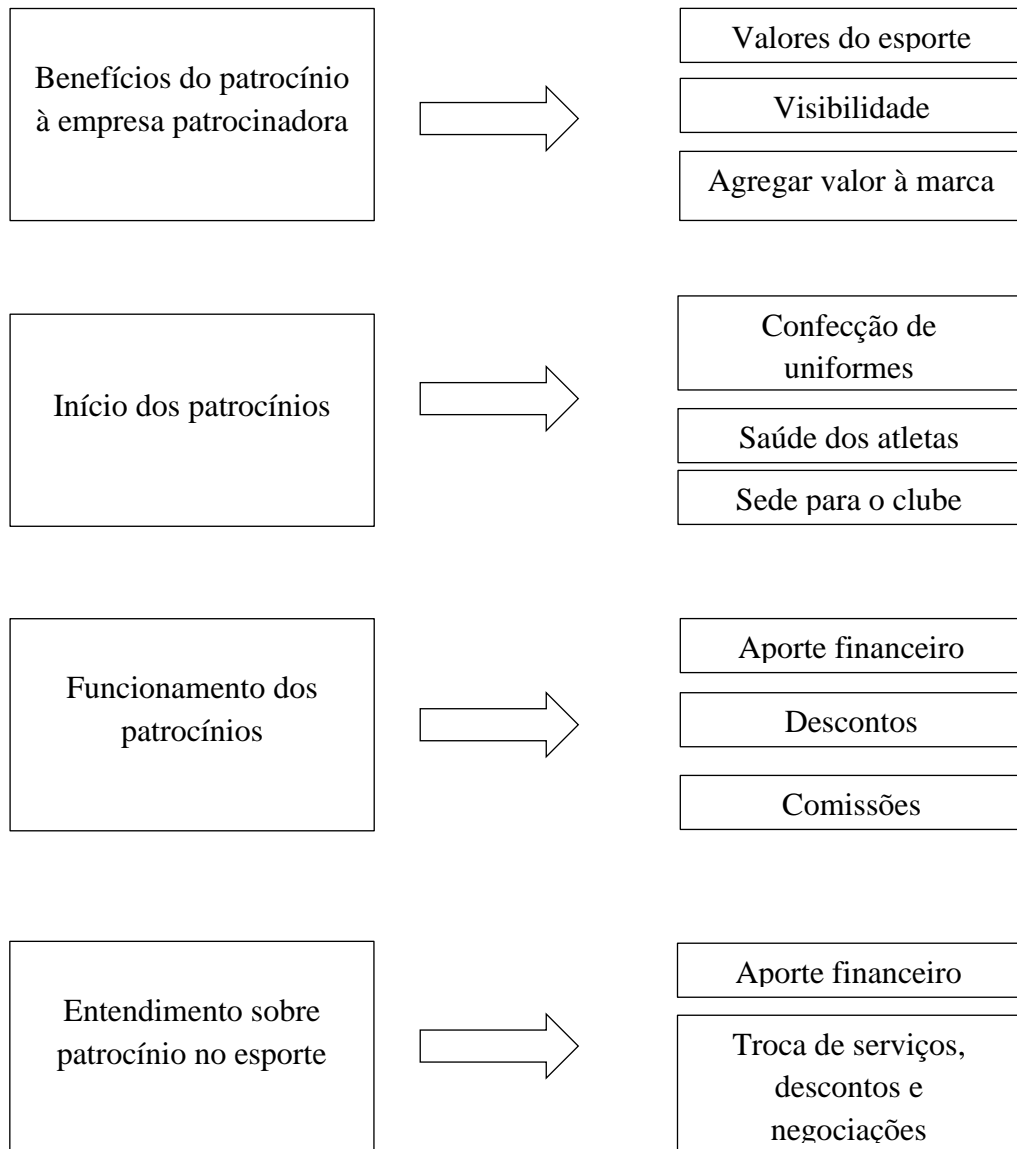 Benefícios do patrocínio
à empresa patrocinadora
Valores do esporte
Visibilidade
Agregar valor à marca
Início dos patrocínios
Confecção de
uniformes
Saúde dos atletas
Sede para o clube
Funcionamento dos
patrocínios
Aporte financeiro
Descontos
Comissões
Entendimento sobre
patrocínio no esporte
Aporte financeiro
Troca de serviços,
descontos e
negociações